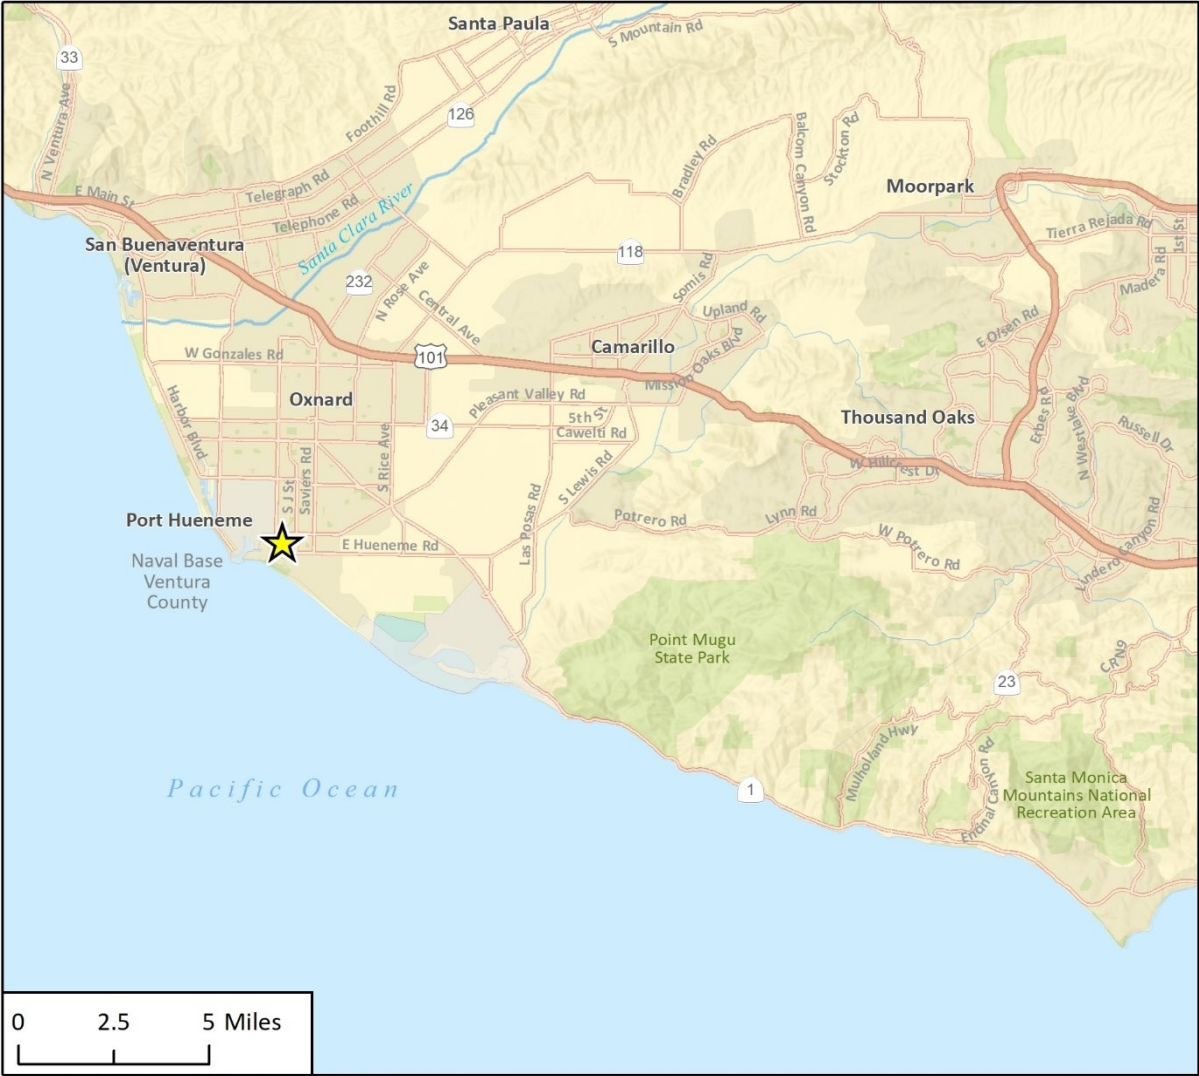 Santa Paula
S Mountain Rd
33
N Ventura Ave
Foothill Rd
126
Balcom Canyon Rd
Stockton Rd
Bradley Rd
Moorpark
E Main St
Telegraph Rd
Telephone Rd
Santa Clara River
Tierra Rejada Rd
1st St
San Buenaventura
(Ventura)
118
232
N Rose Ave
Central Ave
Somis Rd
Madera Rd
Upland Rd
E Olsen Rd
W Gonzales Rd
101
Camarillo
Mission Oaks Blvd
Harbor Blvd
Oxnard
Pleasant Valley Rd
34
5th St
Cawelti Rd
Thousand Oaks
Erbes Rd
N Westlake Blvd
Russell Dr
S Rice Ave
W Hillcrest Dr
S J St
Saviers Rd
S Lewis Rd
Las Posas Rd
Port Hueneme
E Hueneme Rd
Potrero Rd
Lynn Rd
W Potrero Rd
Lindero Canyon Rd
Naval Base
Ventura
County
Point Mugu
State Park
CRN9
23
Mulholland Hwy
Encinal Canyon Rd
Santa Monica
Mountains National
Recreation Area
Pacific Ocean
1
0 2.5 5 Miles